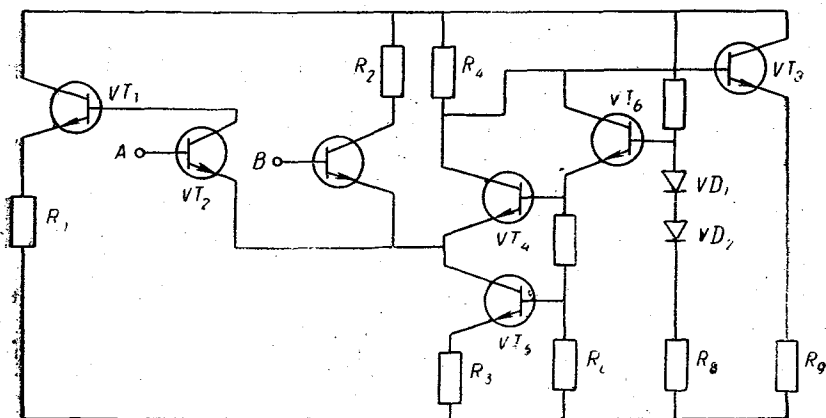 R₂
R₄
VT₁
VT₆
VT₃
A
B
VT₂
R₁
VT₄
VD₁
VD₂
VT₅
R₃
R₈
R₉